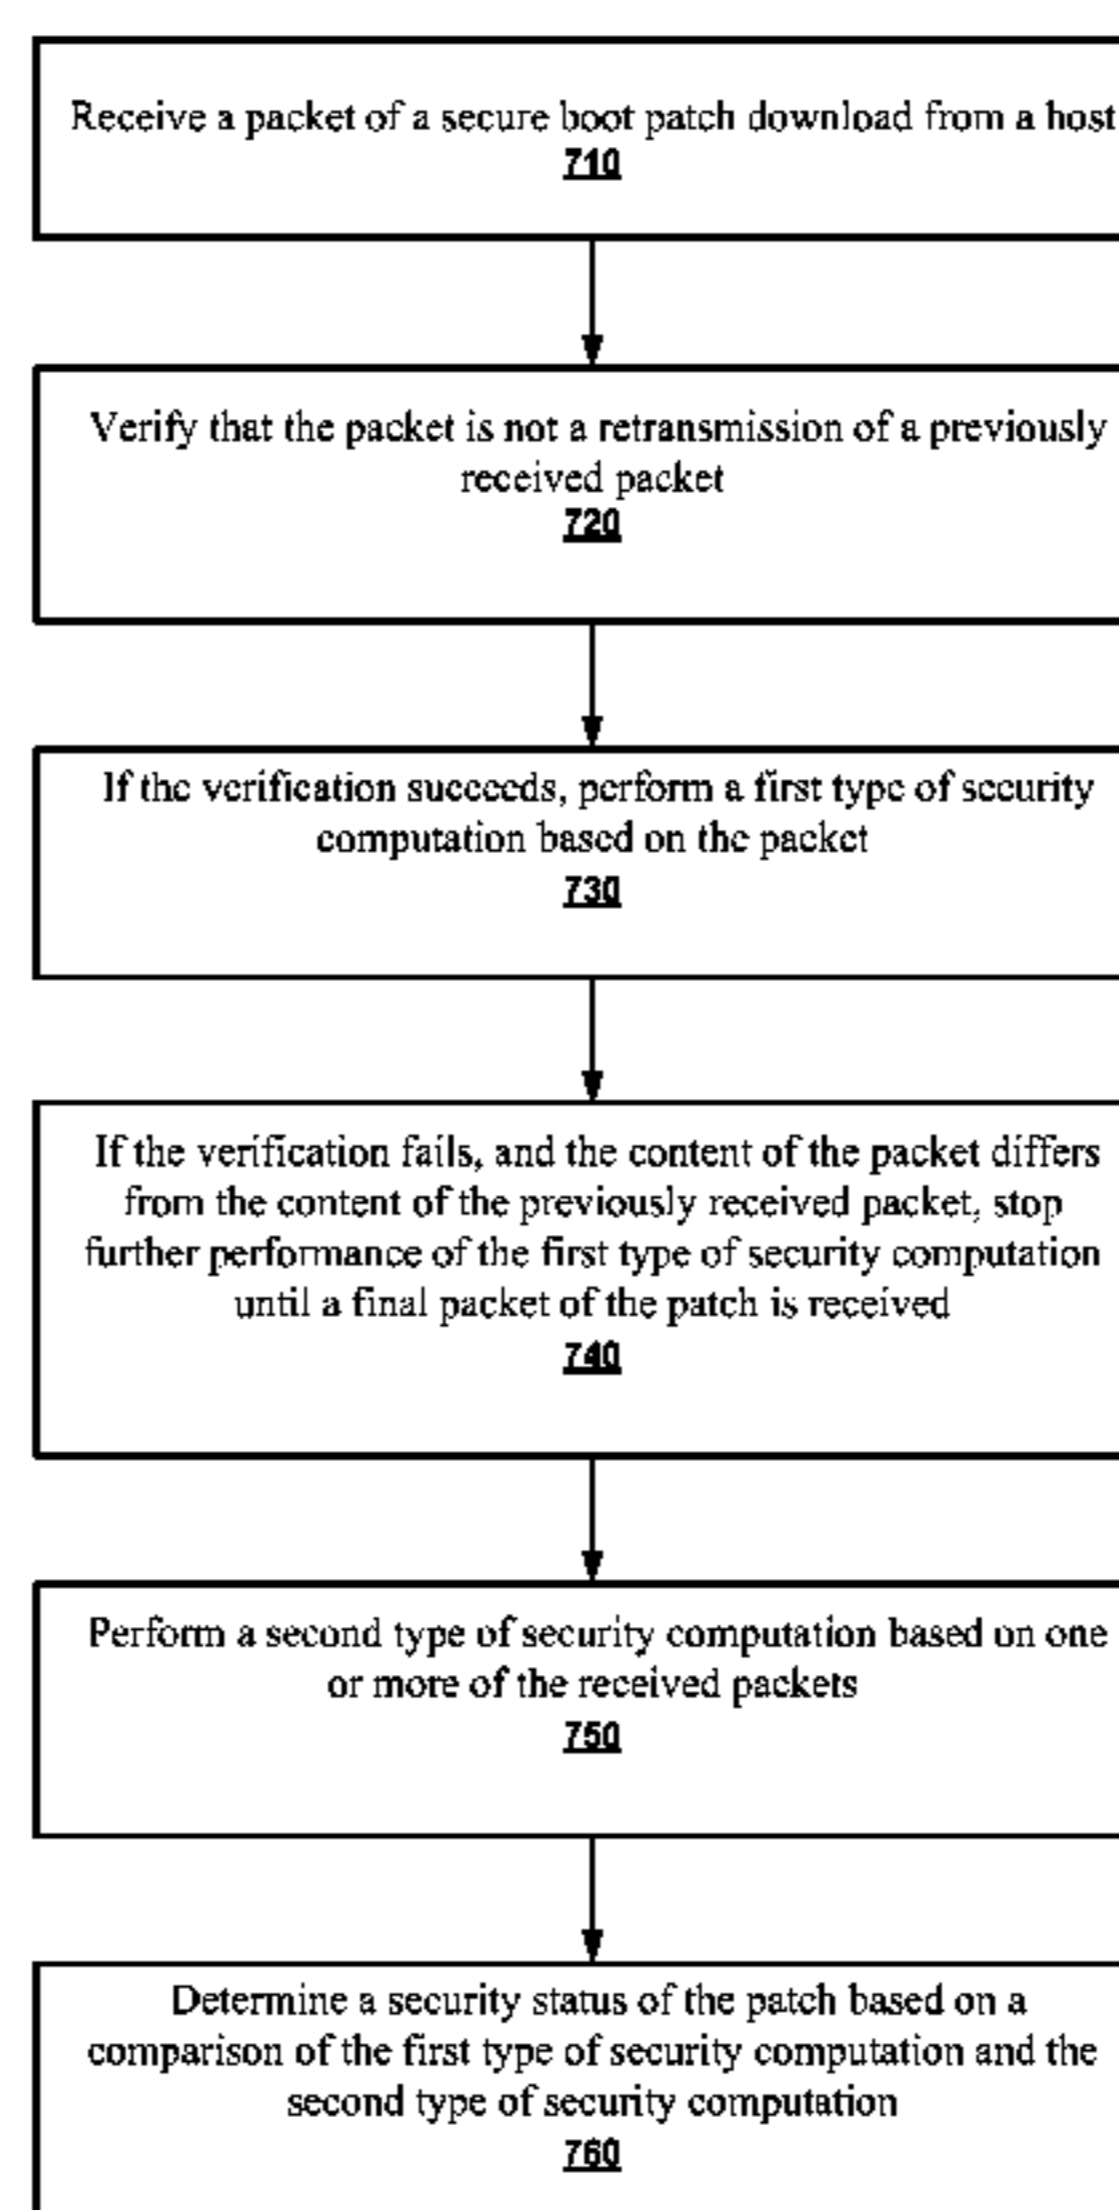 Receive a packet of a secure boot patch download from a host
710
Verify that the packet is not a retransmission of a previously
received packet
720
If the verification succeeds, perform a first type of security
computation based on the packet
730
If the verification fails, and the content of the packet differs
from the content of the previously received packet, stop
further performance of the first type of security computation
until a final packet of the patch is received
740
Perform a second type of security computation based on one
or more of the received packets
750
Determine a security status of the patch based on a
comparison of the first type of security computation and the
second type of security computation
760